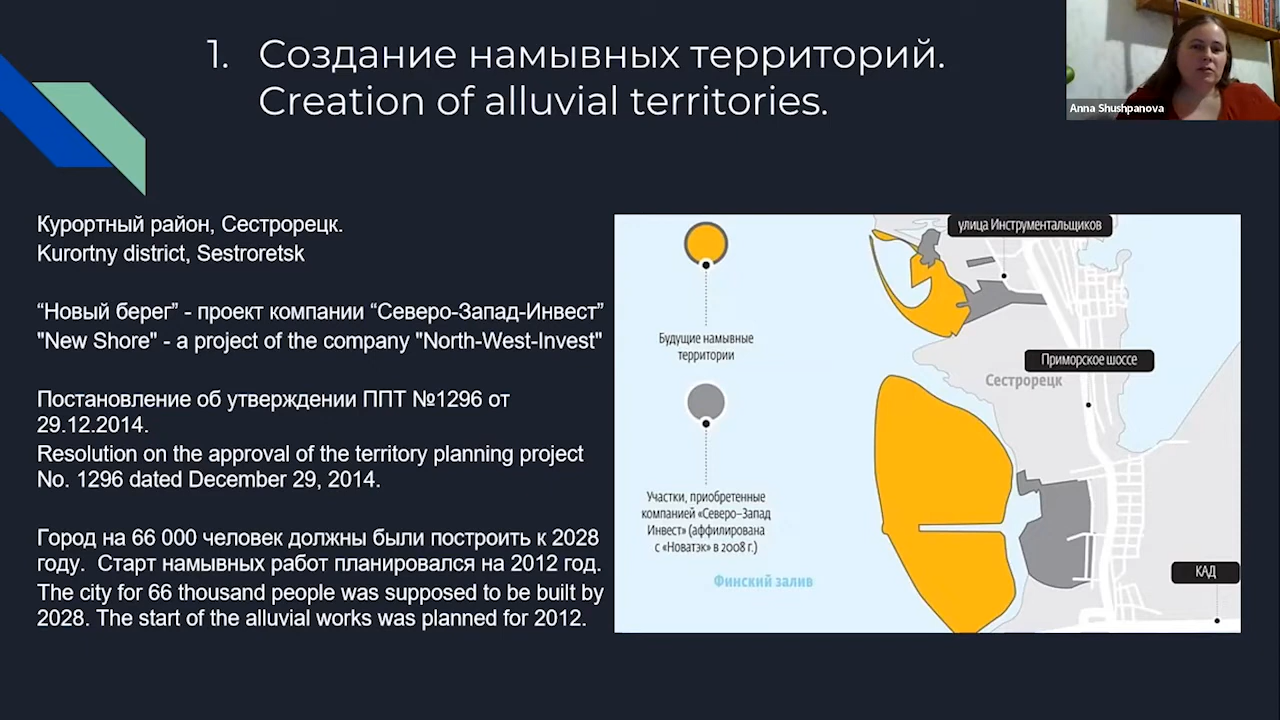 1. Создание намывных территорий.
Creation of alluvial territories.
Anna Shushpanova
Курортный район, Сестрорецк.
Kurortny district, Sestroretsk
“Новый берег” - проект компании “Северо-Запад-Инвест”
"New Shore" - a project of the company "North-West-Invest"
Постановление об утверждении ППТ №1296 от
29.12.2014.
Resolution on the approval of the territory planning project
No. 1296 dated December 29, 2014.
Город на 66 000 человек должны были построить к 2028
году. Старт намывных работ планировался на 2012 год.
The city for 66 thousand people was supposed to be built by
2028. The start of the alluvial works was planned for 2012.
улица Инструментальщиков
Будущие намывные
территории
Приморское шоссе
Сестрорецк
Участки, приобретенные
компанией «Северо–Запад
Инвест» (аффилирована
с «Новатэк» в 2008 г.)
Финский залив
КАД